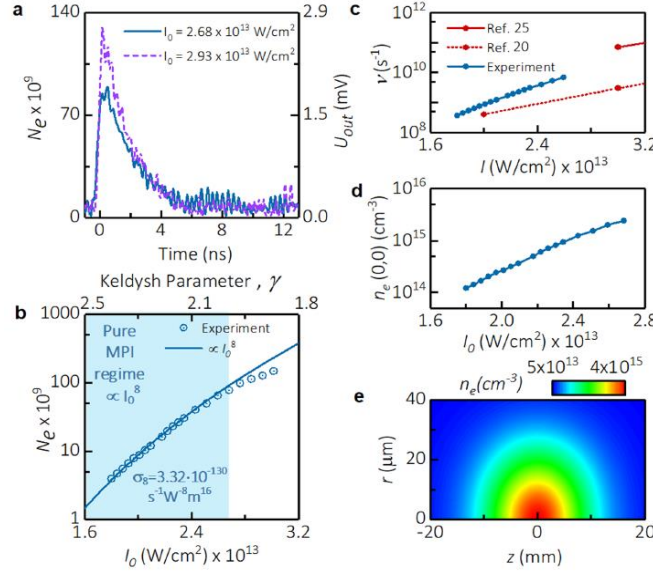 a
I0 = 2.68 x 10^13 W/cm^2
I0 = 2.93 x 10^13 W/cm^2
Ne x 10^9
140
70
0
Uout (mV)
2.9
1.5
0.0
0 4 8 12
Time (ns)
Keldysh Parameter , γ
2.5 2.1 1.8
b
Pure
MPI
regime
∝ I0^8
Experiment
∝ I0^8
σ8=3.32·10^-130
s^-1W^-8m^16
Ne x 10^9
1000
100
10
1
1.6 2.4 3.2
I0 (W/cm^2) x 10^13
c
Ref. 25
Ref. 20
Experiment
ν(s^-1)
10^12
10^10
10^8
1.6 2.4 3.2
I (W/cm^2) x 10^13
d
ne (0,0) (cm^-3)
10^16
10^15
10^14
1.6 2.0 2.4 2.8
I0 (W/cm^2) x 10^13
5x10^13 4x10^15
ne(cm^-3)
e
r (μm)
40
20
0
-20 -10 0 10 20
z (mm)